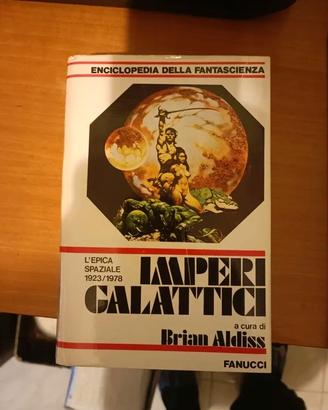 ENCICLOPEDIA DELLA FANTASCIENZA
L'EPICA
SPAZIALE
1923/1978
IMPERI
GALATTICI
a cura di
Brian Aldiss
FANUCCI